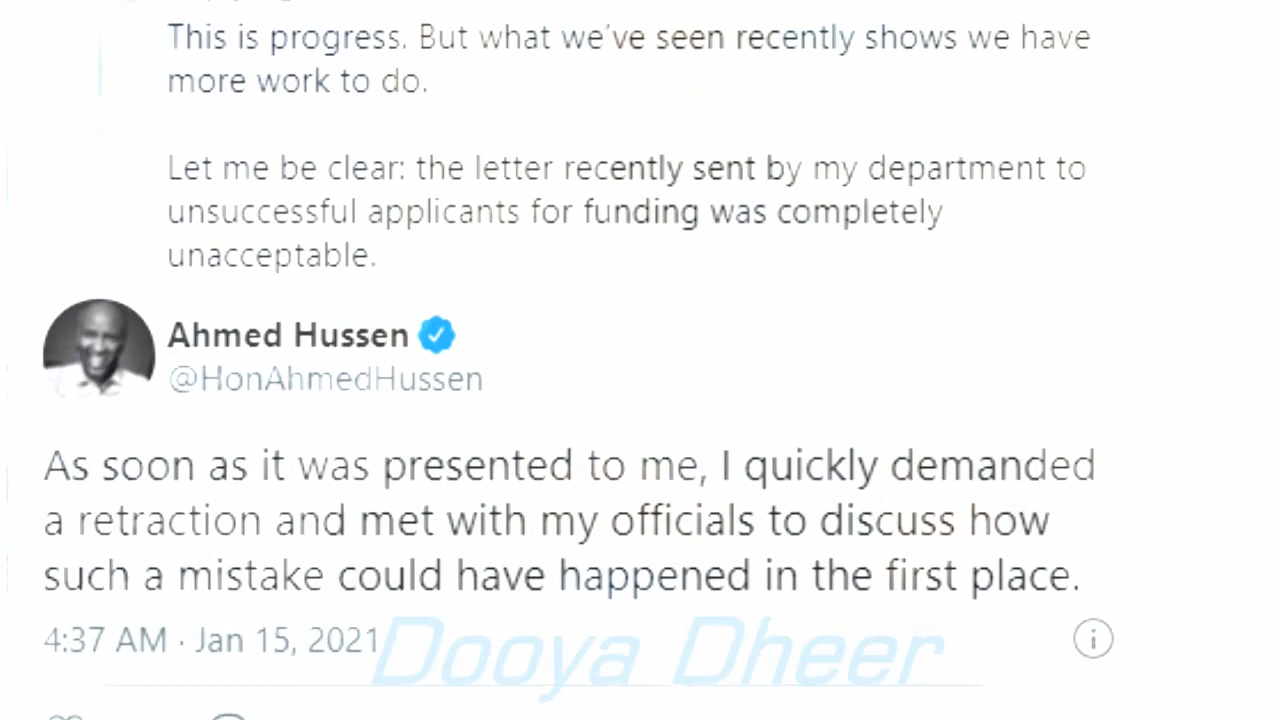 This is progress. But what we've seen recently shows we have
more work to do.
Let me be clear: the letter recently sent by my department to
unsuccessful applicants for funding was completely
unacceptable.
Ahmed Hussen
@HonAhmedHussen
As soon as it was presented to me, I quickly demanded
a retraction and met with my officials to discuss how
such a mistake could have happened in the first place.
4:37 AM · Jan 15, 2021
Dooya Dheer